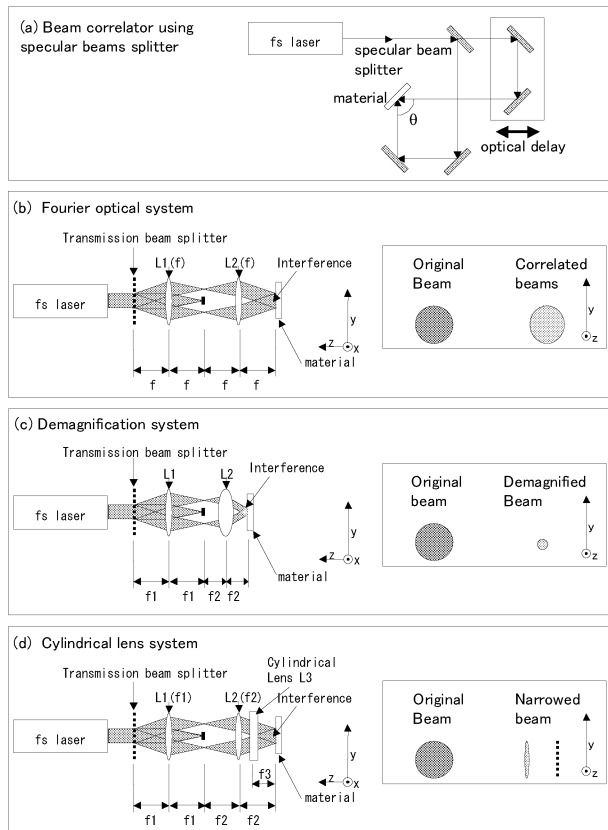 (a) Beam correlator using
specular beams splitter
fs laser
specular beam
splitter
material
θ
optical delay
(b) Fourier optical system
Transmission beam splitter
L1(f)
L2(f)
Interference
fs laser
y
z
x
material
f
f
f
f
Original
Beam
Correlated
beams
y
z
(c) Demagnification system
Transmission beam splitter
L1
L2
Interference
fs laser
y
z
x
material
f1
f1
f2
f2
Original
beam
Demagnified
Beam
y
z
(d) Cylindrical lens system
Transmission beam splitter
Cylindrical
Lens L3
L1(f1)
L2(f2)
Interference
fs laser
y
z
x
f3
material
f1
f1
f2
f2
Original
Beam
Narrowed
beam
y
z